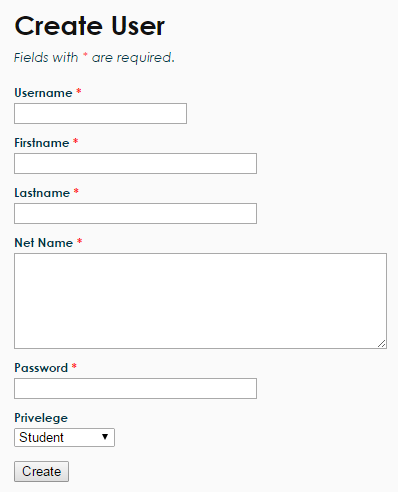 Create User
Fields with * are required.
Username *
Firstname *
Lastname *
Net Name *
Password *
Privelege
Student
Create